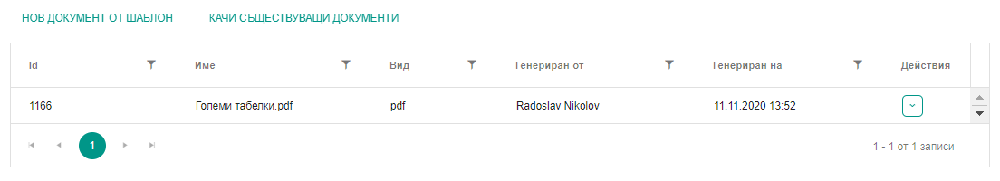 НОВ ДОКУМЕНТ ОТ ШАБЛОН КАЧИ СЪЩЕСТВУВАЩИ ДОКУМЕНТИ
Id Име Вид Генериран от Генериран на Действия
1166 Големи табелки.pdf pdf Radoslav Nikolov 11.11.2020 13:52
1 1 - 1 от 1 записи